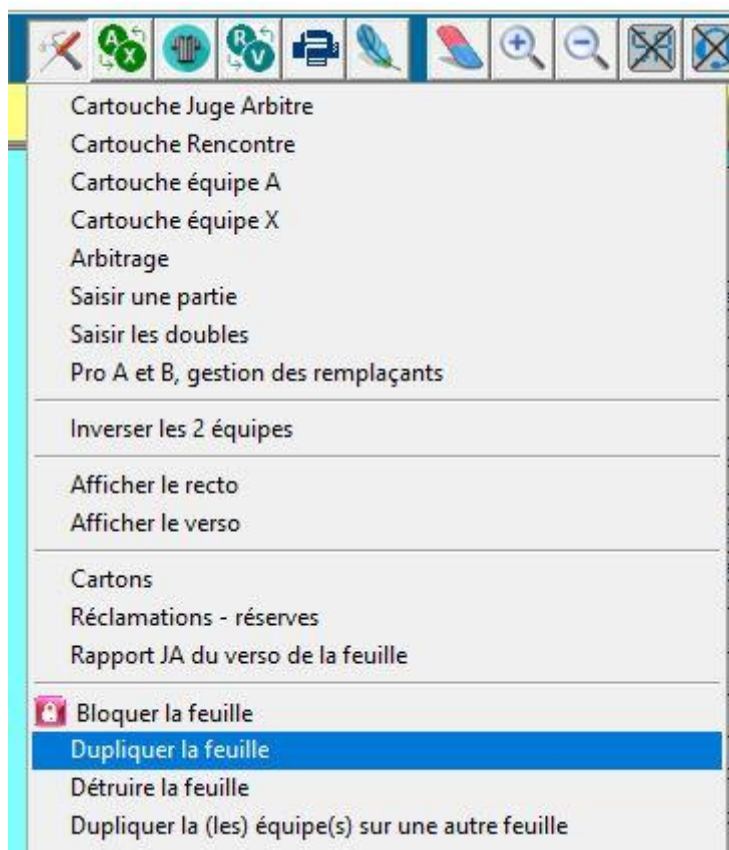 A
X
R
V
Cartouche Juge Arbitre
Cartouche Rencontre
Cartouche équipe A
Cartouche équipe X
Arbitrage
Saisir une partie
Saisir les doubles
Pro A et B, gestion des remplaçants
Inverser les 2 équipes
Afficher le recto
Afficher le verso
Cartons
Réclamations - réserves
Rapport JA du verso de la feuille
Bloquer la feuille
Dupliquer la feuille
Détruire la feuille
Dupliquer la (les) équipe(s) sur une autre feuille